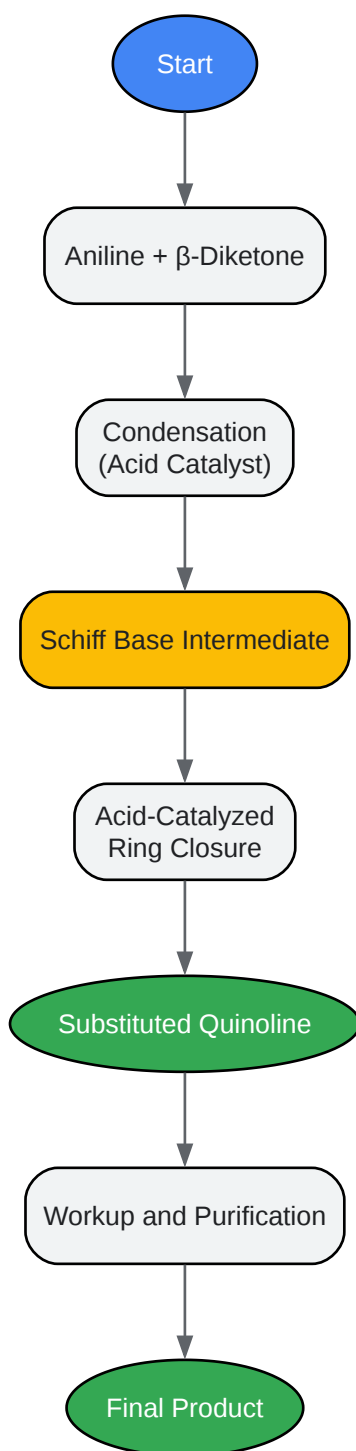 Start
Aniline + β-Diketone
Condensation
(Acid Catalyst)
Schiff Base Intermediate
Acid-Catalyzed
Ring Closure
Substituted Quinoline
Workup and Purification
Final Product